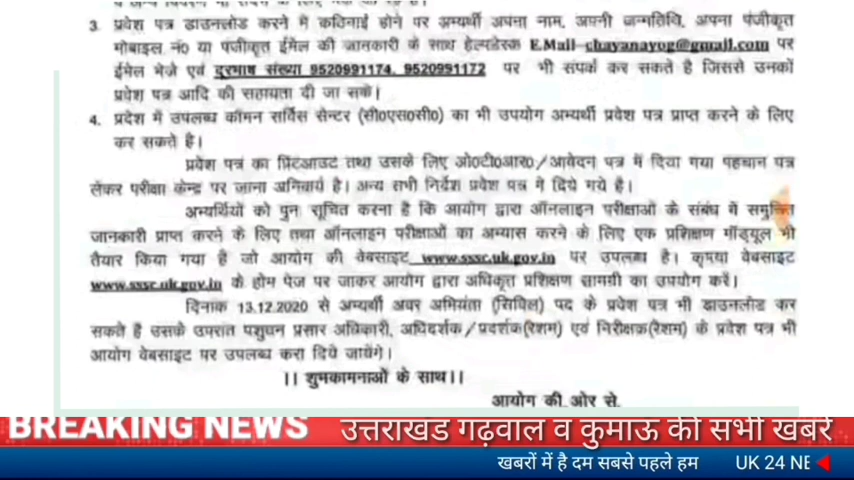 3. प्रवेश पत्र डाउनलोड करने में कठिनाई होने पर अभ्यर्थी अपना नाम, अपनी जन्मतिथि, अपना पंजीकृत
मोबाइल नं० या पंजीकृत ईमेल की जानकारी के साथ हेल्पडेस्क E.Mail-chayanayog@gmail.com पर
ईमेल भेजे एवं दूरभाष संख्या 9520991174, 9520991172 पर भी संपर्क कर सकते है जिससे उनको
प्रवेश पत्र आदि की सहायता दी जा सके।
4. प्रदेश में उपलब्ध कॉमन सर्विस सेन्टर (सी०एस०सी०) का भी उपयोग अभ्यर्थी प्रवेश पत्र प्राप्त करने के लिए
कर सकते है।
प्रवेश पत्र का प्रिंटआउट तथा उसके लिए ओ०टी०आर०/आवेदन पत्र में दिया गया पहचान पत्र
लेकर परीक्षा केन्द्र पर जाना अनिवार्य है। अन्य सभी निर्देश प्रवेश पत्र में दिये गये है।
अभ्यर्थियों को पुन सूचित करना है कि आयोग द्वारा ऑनलाइन परीक्षाओं के संबंध में समुचित
जानकारी प्राप्त करने के लिए तथा ऑनलाइन परीक्षाओं का अभ्यास करने के लिए एक प्रशिक्षण मॉड्यूल भी
तैयार किया गया है जो आयोग की वेबसाइट www.sssc.uk.gov.in पर उपलब्ध है। कृपया वेबसाइट
www.sssc.uk.gov.in के होम पेज पर जाकर आयोग द्वारा अधिकृत प्रशिक्षण सामग्री का उपयोग करें।
दिनाक 13.12.2020 से अभ्यर्थी अवर अभियंता (सिविल) पद के प्रवेश पत्र भी डाउनलोड कर
सकते है उसके उपरांत पशुधन प्रसार अधिकारी, अधिदर्शक/प्रदर्शक(रेशम) एवं निरीक्षक(रेशम) के प्रवेश पत्र भी
आयोग वेबसाइट पर उपलब्ध करा दिये जायेंगे।
।। शुभकामनाओं के साथ।।
आयोग की ओर से
BREAKING NEWS उत्तराखंड गढ़वाल व कुमाऊ की सभी खबरें
खबरों में है दम सबसे पहले हम UK 24 NE